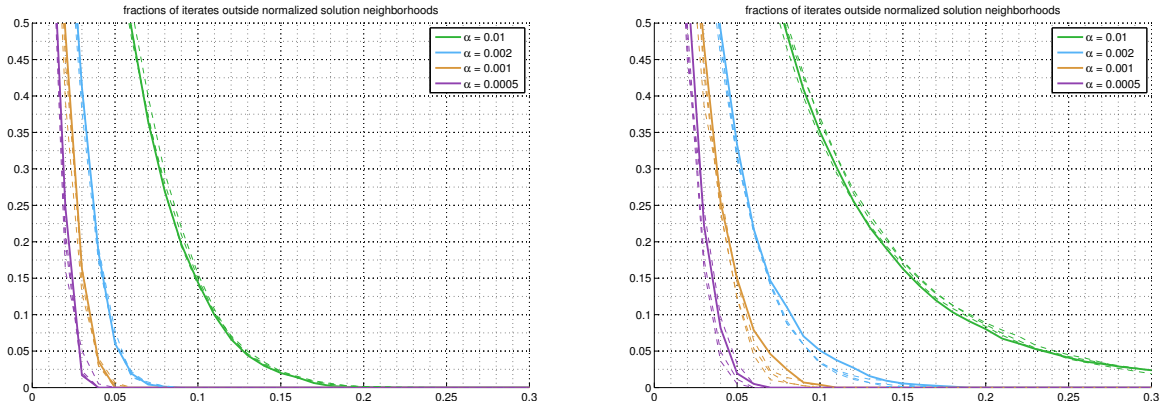 fractions of iterates outside normalized solution neighborhoods
0.5
0.45
0.4
0.35
0.3
0.25
0.2
0.15
0.1
0.05
0
α = 0.01
α = 0.002
α = 0.001
α = 0.0005
0 0.05 0.1 0.15 0.2 0.25 0.3
fractions of iterates outside normalized solution neighborhoods
0.5
0.45
0.4
0.35
0.3
0.25
0.2
0.15
0.1
0.05
0
α = 0.01
α = 0.002
α = 0.001
α = 0.0005
0 0.05 0.1 0.15 0.2 0.25 0.3